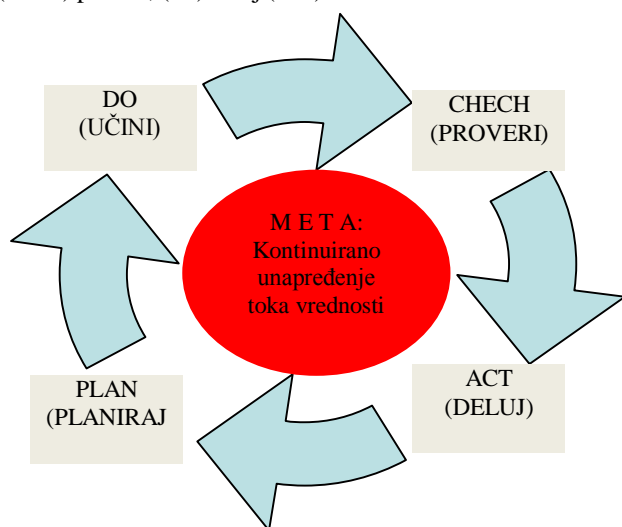 DO
(UČINI)
CHECH
(PROVERI)
M E T A:
Kontinuirano
unapređenje
toka vrednosti
PLAN
(PLANIRAJ
ACT
(DELUJ)